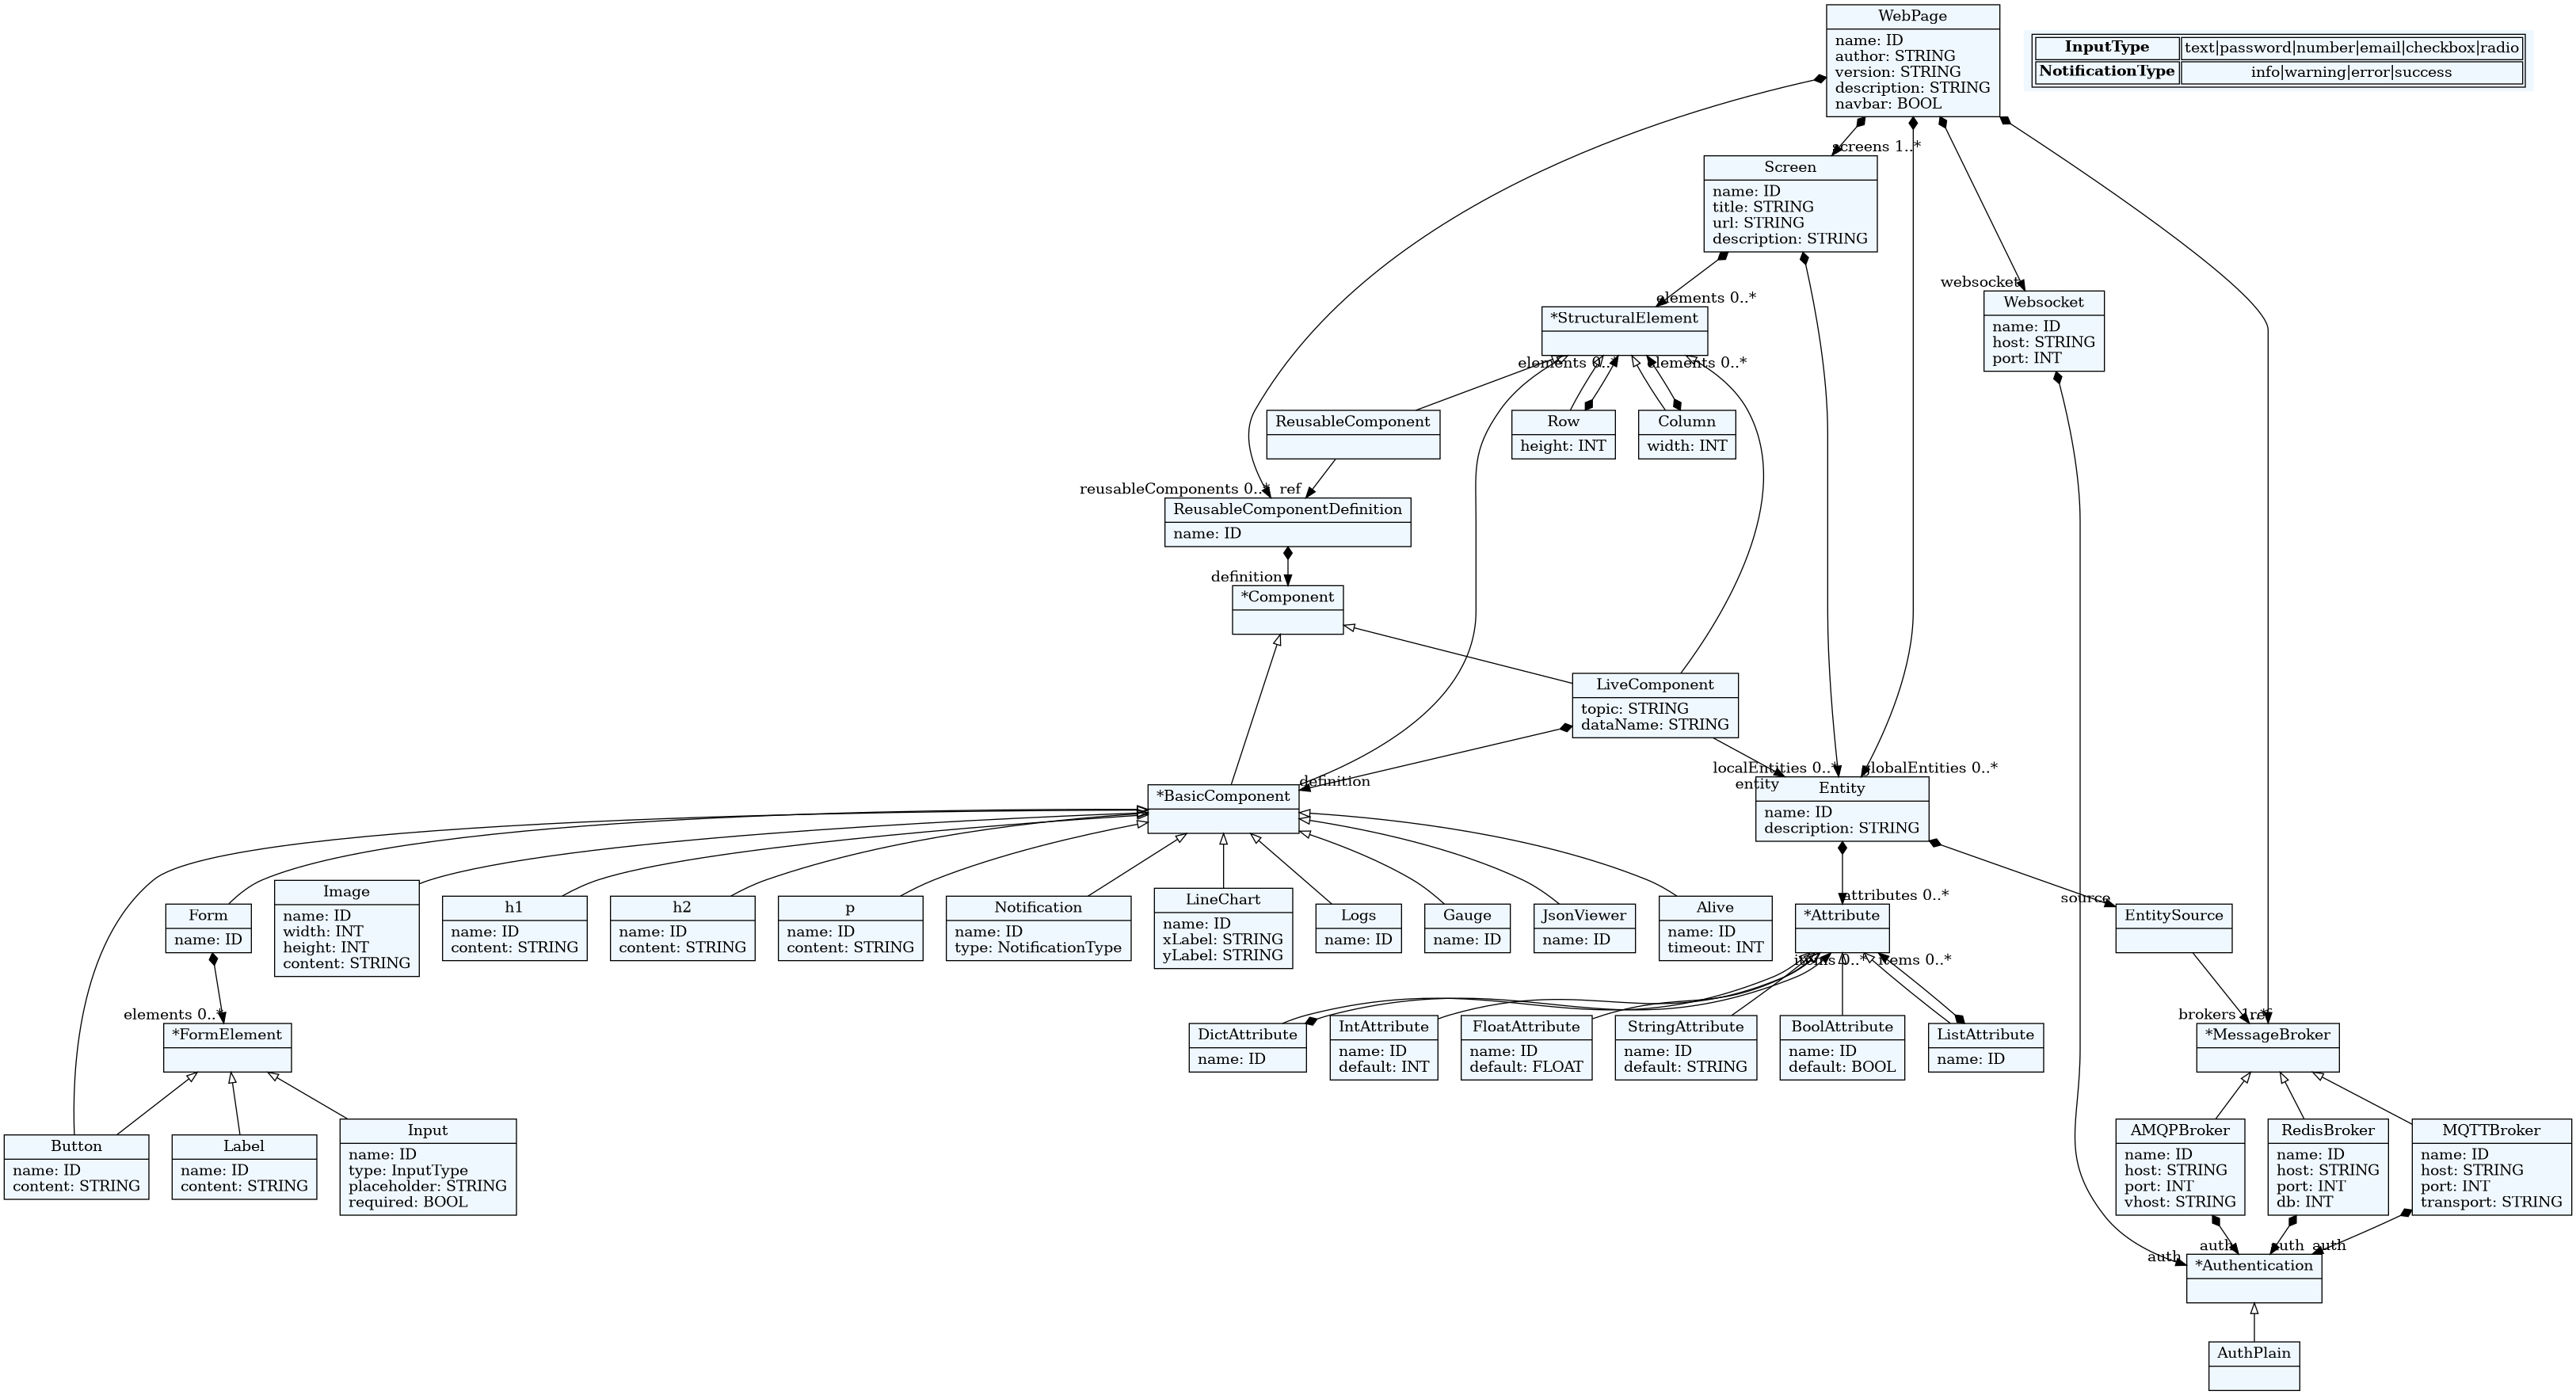 WebPage
name: ID
author: STRING
version: STRING
description: STRING
navbar: BOOL
InputType text|password|number|email|checkbox|radio
NotificationType info|warning|error|success
screens 1..*
Screen
name: ID
title: STRING
url: STRING
description: STRING
websocket
Websocket
name: ID
host: STRING
port: INT
elements 0..*
*StructuralElement
elements 0..*
elements 0..*
ReusableComponent
Row
height: INT
Column
width: INT
reusableComponents 0..*
ref
ReusableComponentDefinition
name: ID
definition
*Component
LiveComponent
topic: STRING
dataName: STRING
definition
*BasicComponent
localEntities 0..*
globalEntities 0..*
entity
Entity
name: ID
description: STRING
Form
name: ID
Image
name: ID
width: INT
height: INT
content: STRING
h1
name: ID
content: STRING
h2
name: ID
content: STRING
p
name: ID
content: STRING
Notification
name: ID
type: NotificationType
LineChart
name: ID
xLabel: STRING
yLabel: STRING
Logs
name: ID
Gauge
name: ID
JsonViewer
name: ID
Alive
name: ID
timeout: INT
attributes 0..*
*Attribute
source
EntitySource
items 0..*
items 0..*
elements 0..*
*FormElement
DictAttribute
name: ID
IntAttribute
name: ID
default: INT
FloatAttribute
name: ID
default: FLOAT
StringAttribute
name: ID
default: STRING
BoolAttribute
name: ID
default: BOOL
ListAttribute
name: ID
brokers 1..*
ref
*MessageBroker
Button
name: ID
content: STRING
Label
name: ID
content: STRING
Input
name: ID
type: InputType
placeholder: STRING
required: BOOL
AMQPBroker
name: ID
host: STRING
port: INT
vhost: STRING
RedisBroker
name: ID
host: STRING
port: INT
db: INT
MQTTBroker
name: ID
host: STRING
port: INT
transport: STRING
auth
auth
auth
auth
*Authentication
AuthPlain